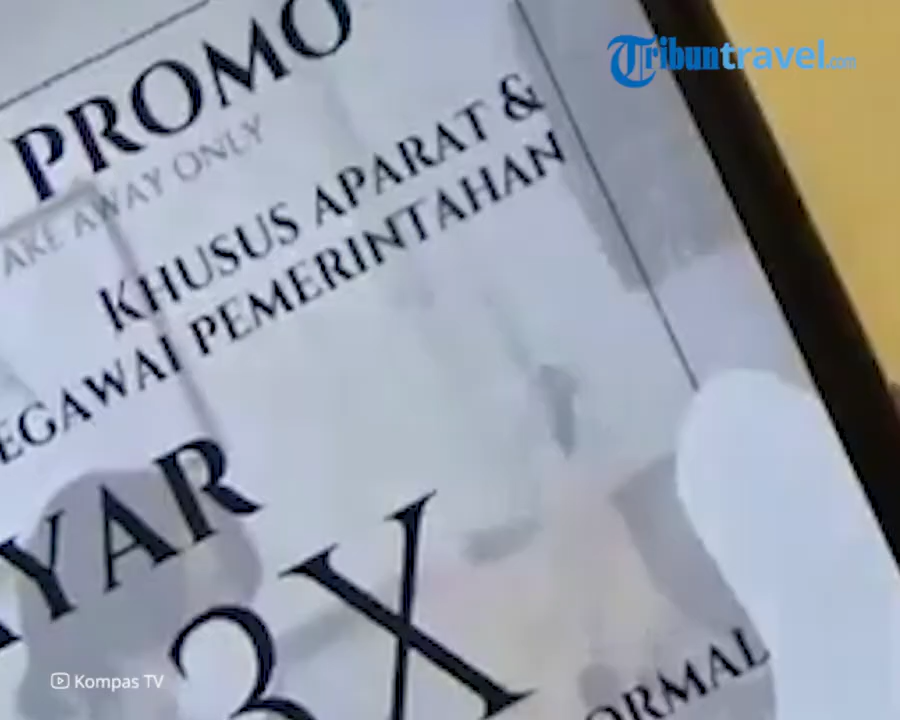 Tribuntravel.com
PROMO
AKE AWAY ONLY
KHUSUS APARAT &
EGAWAI PEMERINTAHAN
YAR
3X
ORMAL
Kompas TV